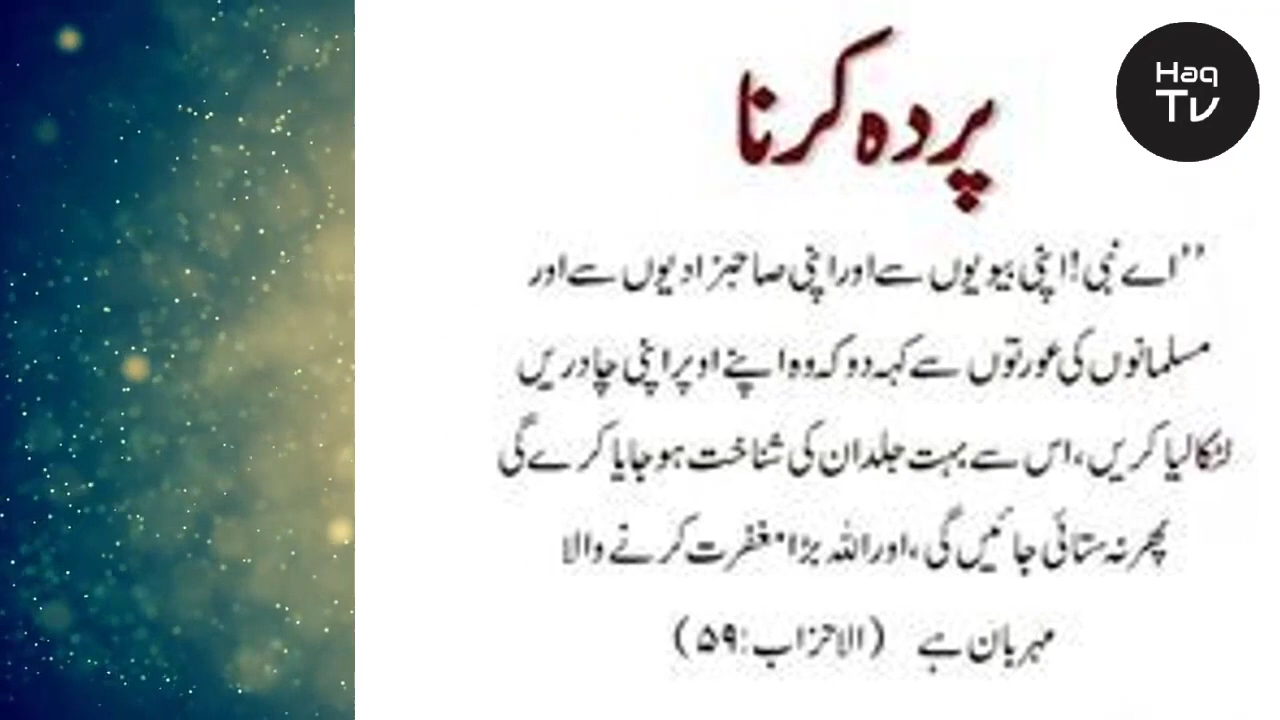 پردہ کرنا
Haq
Tv
”اے نبی! اپنی بیویوں سے اور اپنی صاحبزادیوں سے اور
مسلمانوں کی عورتوں سے کہہ دو کہ وہ اپنے اوپر اپنی چادریں
لٹکا لیا کریں، اس سے بہت جلد ان کی شناخت ہو جایا کرے گی
پھر نہ ستائی جائیں گی، اور اللہ بڑا مغفرت کرنے والا
مہربان ہے (الاحزاب: ۵۹)